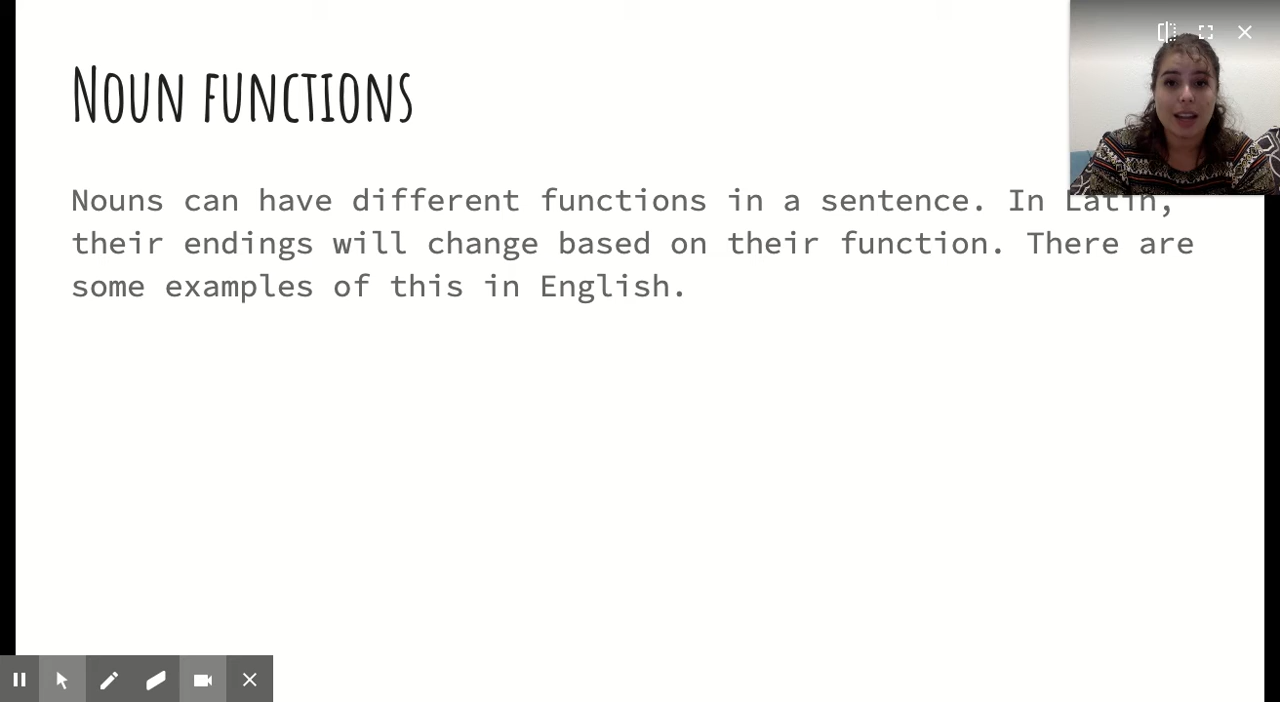 Noun functions
Nouns can have different functions in a sentence. In Latin,
their endings will change based on their function. There are
some examples of this in English.